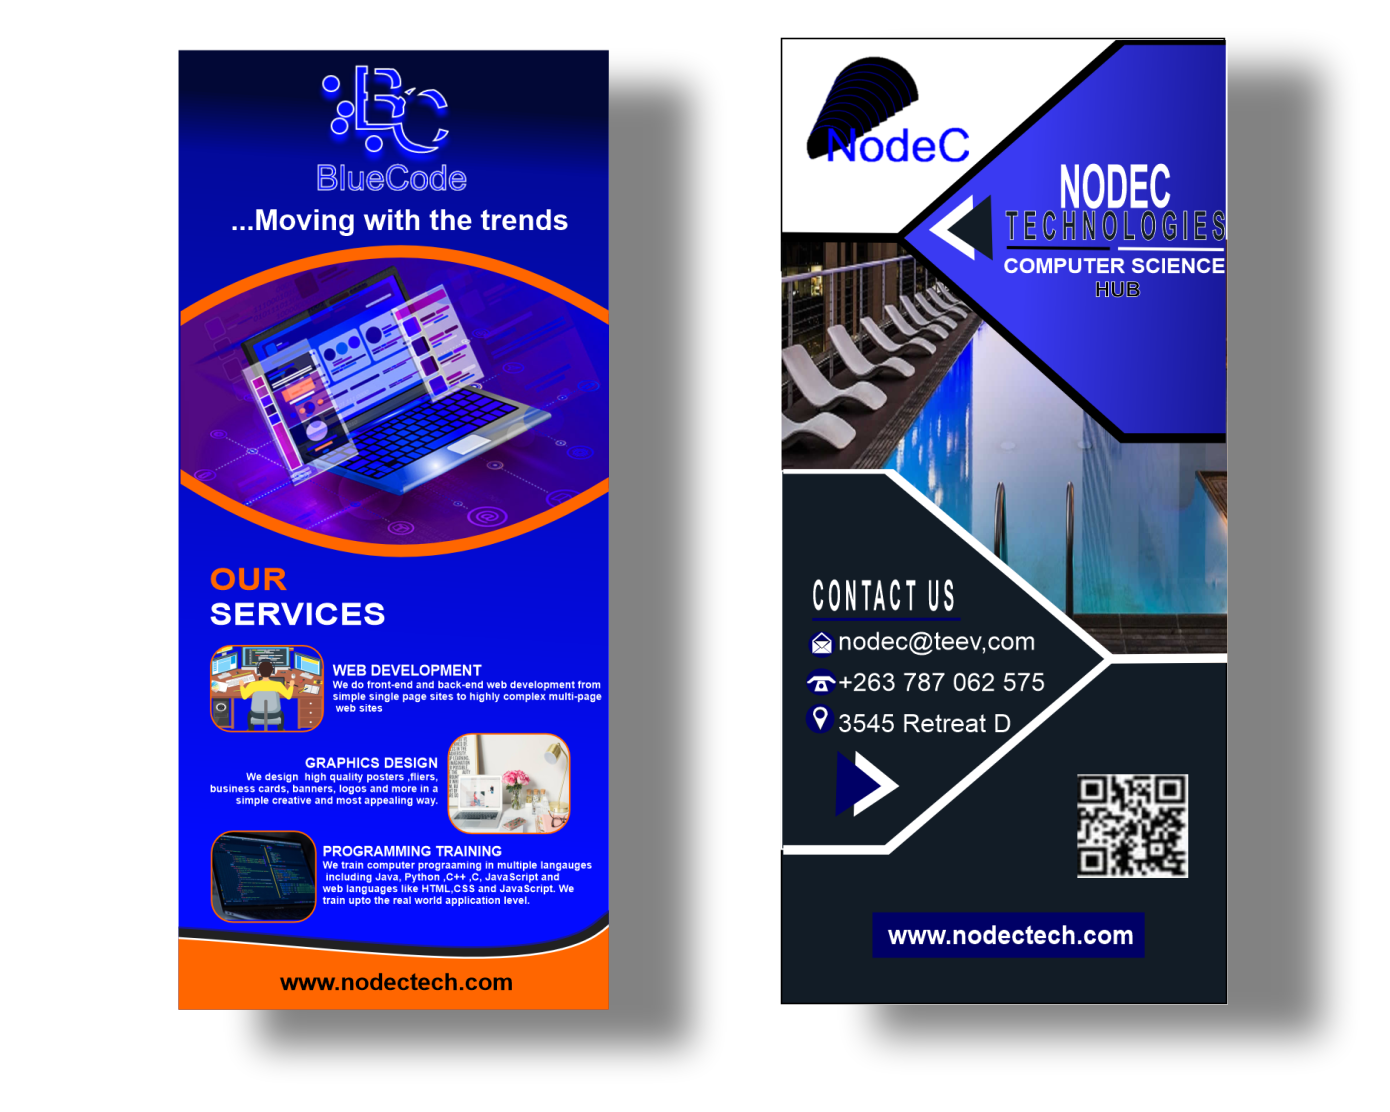 BC
BlueCode
...Moving with the trends
OUR
SERVICES
WEB DEVELOPMENT
We do front-end and back-end web development from
simple single page sites to highly complex multi-page
web sites
GRAPHICS DESIGN
We design high quality posters ,fliers,
business cards, banners, logos and more in a
simple creative and most appealing way.
PROGRAMMING TRAINING
We train computer prograaming in multiple langauges
including Java, Python ,C++ ,C, JavaScript and
web languages like HTML,CSS and JavaScript. We
train upto the real world application level.
www.nodectech.com
NodeC
NODEC
TECHNOLOGIES
COMPUTER SCIENCE
HUB
CONTACT US
nodec@teev,com
+263 787 062 575
3545 Retreat D
www.nodectech.com